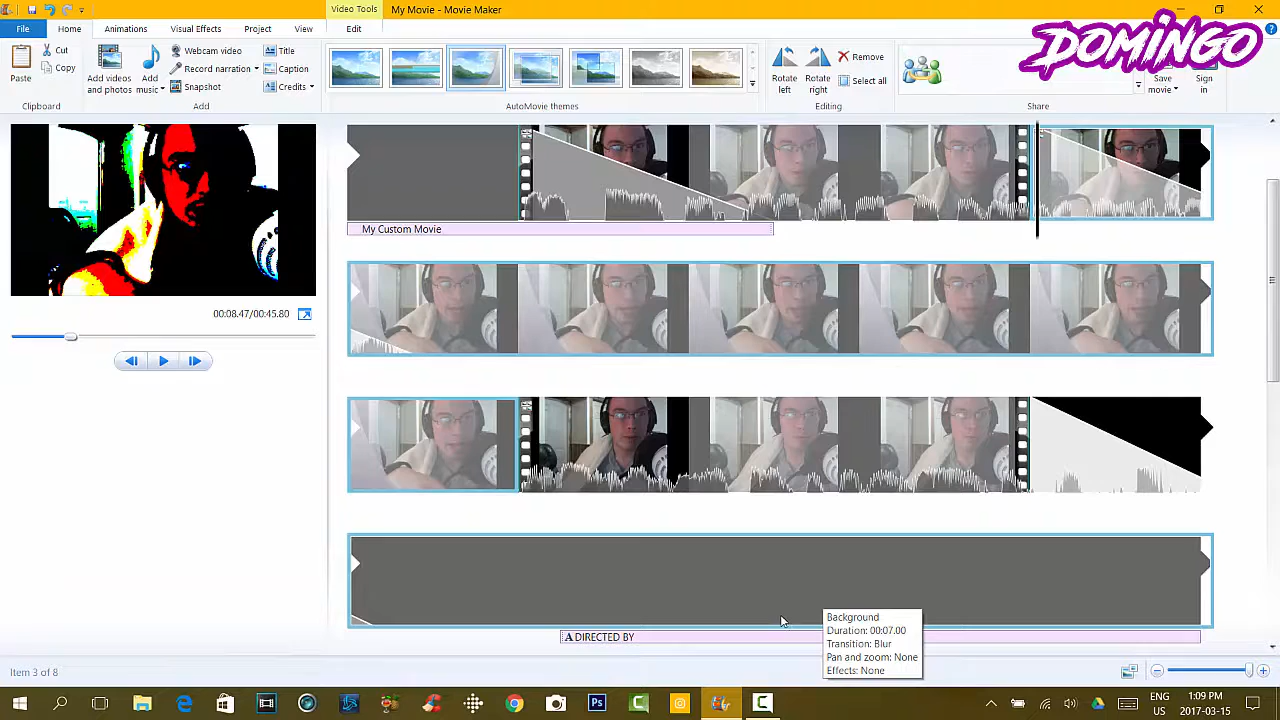 Video Tools
My Movie - Movie Maker
File
Home
Animations
Visual Effects
Project
View
Edit
Paste
Cut
Copy
Clipboard
Add videos and photos
Add music
Webcam video
Record narration
Snapshot
Title
Caption
Credits
Add
AutoMovie themes
Rotate left
Rotate right
Remove
Select all
Editing
Save movie
Sign in
Share
DOMINGO
My Custom Movie
00:08.47/00:45.80
A DIRECTED BY
Background
Duration: 00:07.00
Transition: Blur
Pan and zoom: None
Effects: None
Item 3 of 8
Ps
ENG
US
1:09 PM
2017-03-15